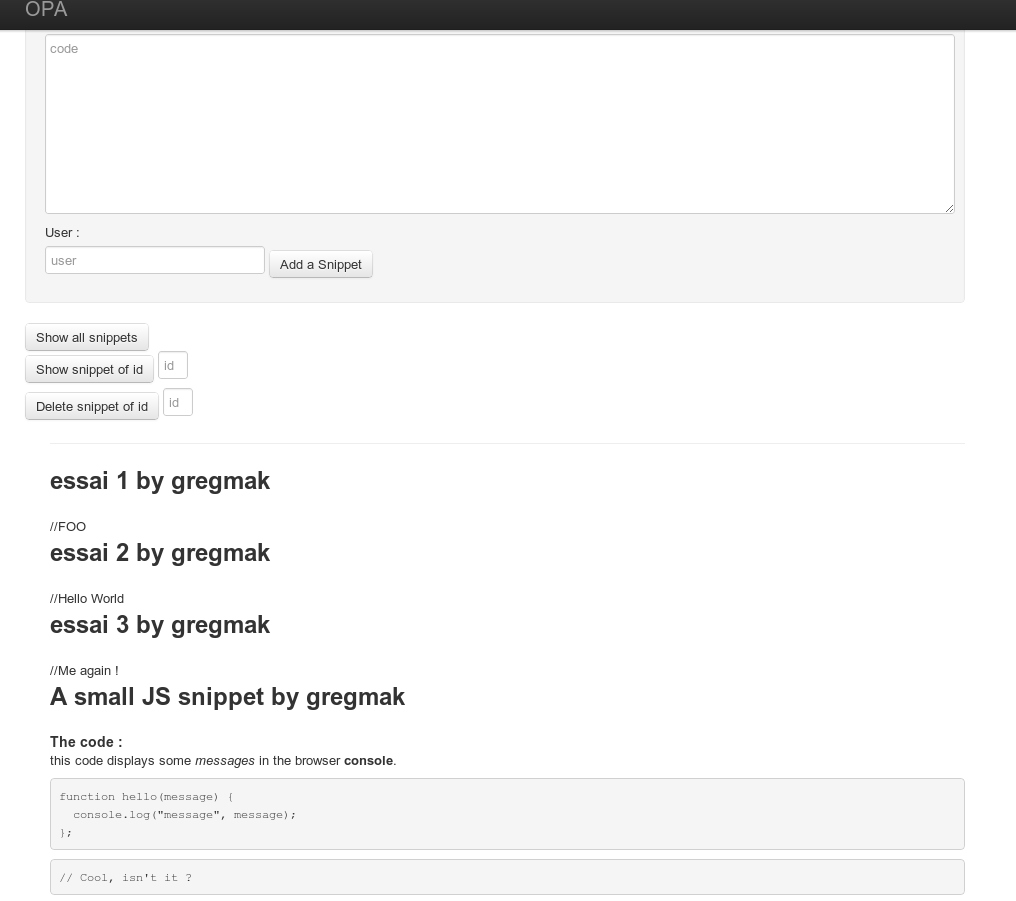 OPA
code
User :
user
Add a Snippet
Show all snippets
Show snippet of id
id
Delete snippet of id
id
essai 1 by gregmak
//FOO
essai 2 by gregmak
//Hello World
essai 3 by gregmak
//Me again !
A small JS snippet by gregmak
The code :
this code displays some messages in the browser console.
function hello(message) {
  console.log("message", message);
};
// Cool, isn't it ?